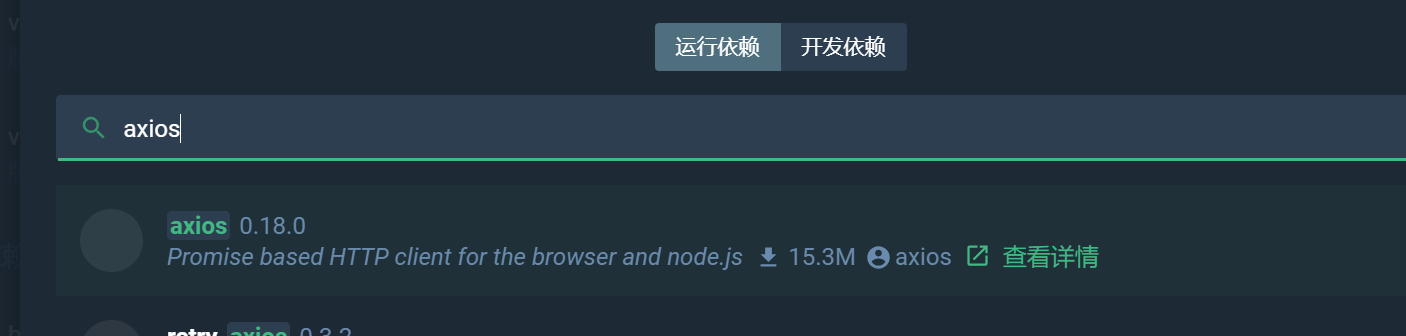 运行依赖 开发依赖
axios
axios 0.18.0
Promise based HTTP client for the browser and node.js 15.3M axios 查看详情
retry-axios 0.3.2